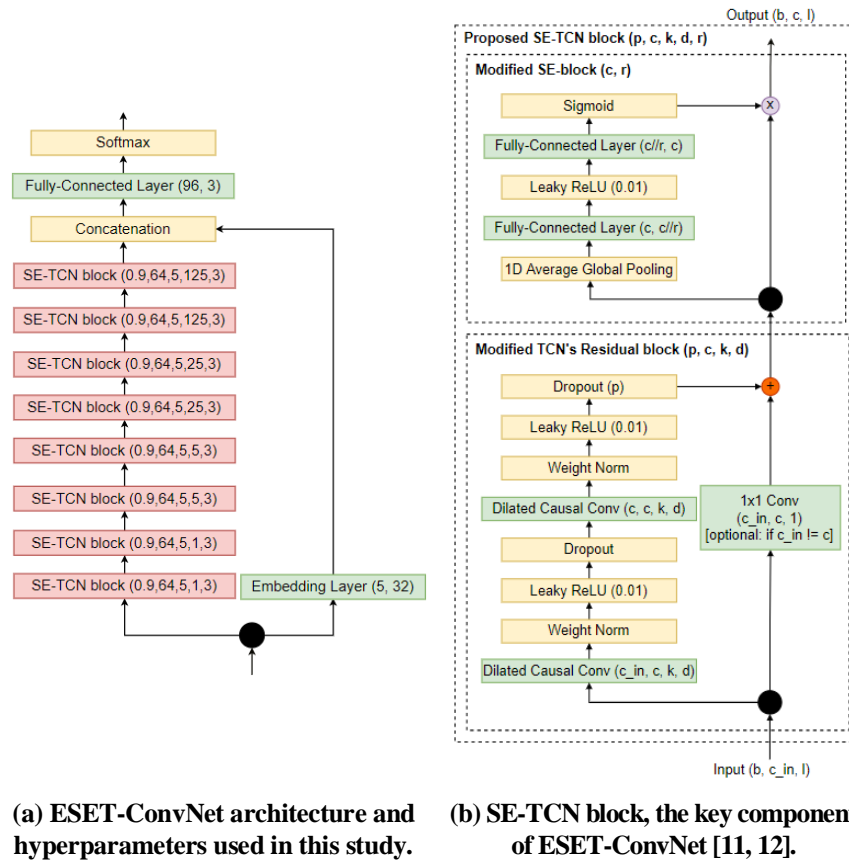 Softmax
Fully-Connected Layer (96, 3)
Concatenation
SE-TCN block (0.9,64,5,125,3)
SE-TCN block (0.9,64,5,125,3)
SE-TCN block (0.9,64,5,25,3)
SE-TCN block (0.9,64,5,25,3)
SE-TCN block (0.9,64,5,5,3)
SE-TCN block (0.9,64,5,5,3)
SE-TCN block (0.9,64,5,1,3)
SE-TCN block (0.9,64,5,1,3)
Embedding Layer (5, 32)
(a) ESET-ConvNet architecture and
hyperparameters used in this study.
Output (b, c, l)
Proposed SE-TCN block (p, c, k, d, r)
Modified SE-block (c, r)
Sigmoid
x
Fully-Connected Layer (c//r, c)
Leaky ReLU (0.01)
Fully-Connected Layer (c, c//r)
1D Average Global Pooling
Modified TCN's Residual block (p, c, k, d)
Dropout (p)
+
Leaky ReLU (0.01)
Weight Norm
Dilated Causal Conv (c, c, k, d)
1x1 Conv
(c_in, c, 1)
[optional: if c_in != c]
Dropout
Leaky ReLU (0.01)
Weight Norm
Dilated Causal Conv (c_in, c, k, d)
Input (b, c_in, l)
(b) SE-TCN block, the key component
of ESET-ConvNet [11, 12].